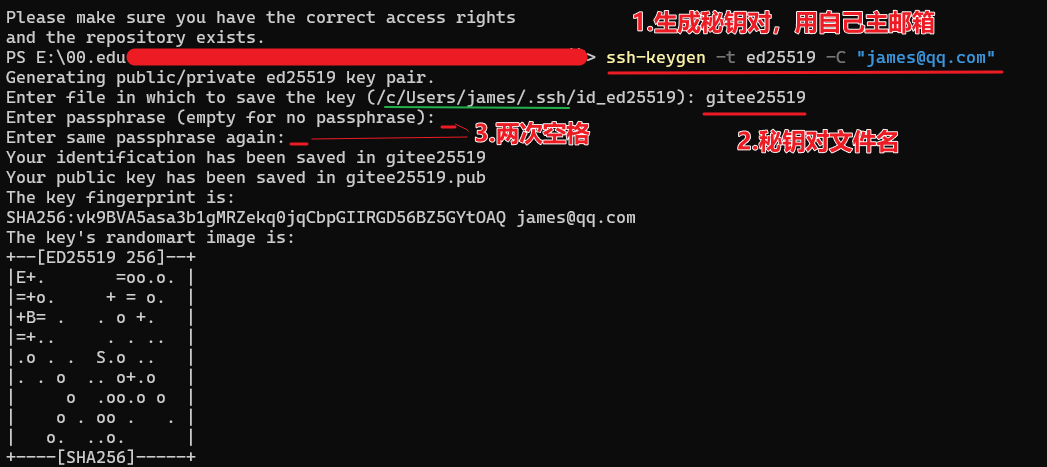 Please make sure you have the correct access rights
1.生成秘钥对，用自己主邮箱
and the repository exists.
PS E:\00.edu > ssh-keygen -t ed25519 -C "james@qq.com"
Generating public/private ed25519 key pair.
Enter file in which to save the key (/c/Users/james/.ssh/id_ed25519): gitee25519
Enter passphrase (empty for no passphrase):
3.两次空格
Enter same passphrase again:
2.秘钥对文件名
Your identification has been saved in gitee25519
Your public key has been saved in gitee25519.pub
The key fingerprint is:
SHA256:vk9BVA5asa3b1gMRZekq0jqCbpGIIRGD56BZ5GYtOAQ james@qq.com
The key's randomart image is:
+--[ED25519 256]--+
|E+.       =oo.o. |
|=+o.     + = o.  |
|+B= .   . o +.   |
|=+..     . . ..  |
|.o . .  S.o ..   |
|. . o  .. o+.o   |
|     o  .oo.o o  |
|    o . oo .   . |
|   o.  ..o.      |
+----[SHA256]-----+